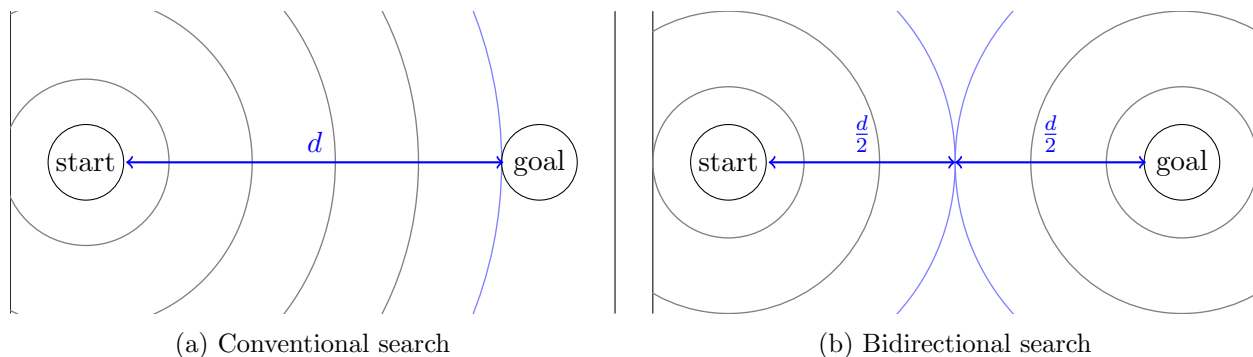 start
d
goal
(a) Conventional search
start
d/2
d/2
goal
(b) Bidirectional search